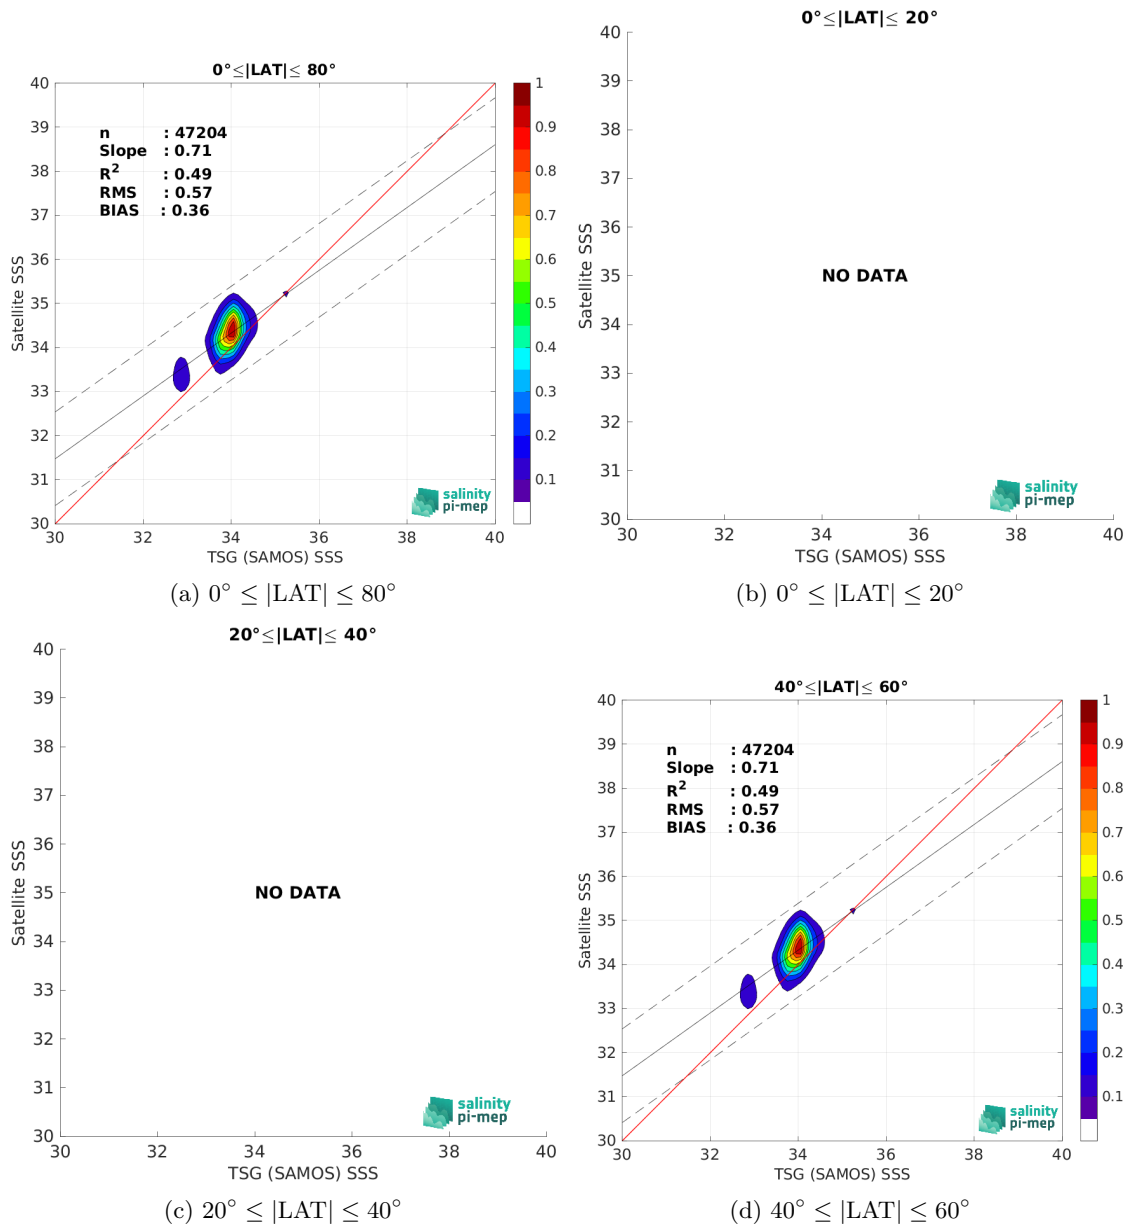 0°≤|LAT|≤ 80°
40
39
38
37
36
35
34
33
32
31
30
Satellite SSS
n : 47204
Slope : 0.71
R² : 0.49
RMS : 0.57
BIAS : 0.36
salinity
pi-mep
30 32 34 36 38 40
TSG (SAMOS) SSS
1
0.9
0.8
0.7
0.6
0.5
0.4
0.3
0.2
0.1
(a) 0° ≤ |LAT| ≤ 80°
0°≤|LAT|≤ 20°
40
39
38
37
36
35
34
33
32
31
30
Satellite SSS
NO DATA
salinity
pi-mep
30 32 34 36 38 40
TSG (SAMOS) SSS
(b) 0° ≤ |LAT| ≤ 20°
20°≤|LAT|≤ 40°
40
39
38
37
36
35
34
33
32
31
30
Satellite SSS
NO DATA
salinity
pi-mep
30 32 34 36 38 40
TSG (SAMOS) SSS
(c) 20° ≤ |LAT| ≤ 40°
40°≤|LAT|≤ 60°
40
39
38
37
36
35
34
33
32
31
30
Satellite SSS
n : 47204
Slope : 0.71
R² : 0.49
RMS : 0.57
BIAS : 0.36
salinity
pi-mep
30 32 34 36 38 40
TSG (SAMOS) SSS
1
0.9
0.8
0.7
0.6
0.5
0.4
0.3
0.2
0.1
(d) 40° ≤ |LAT| ≤ 60°